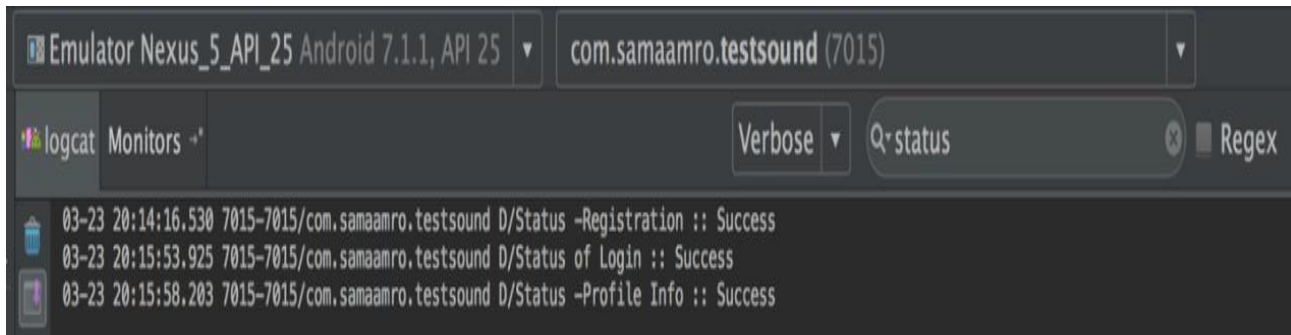 Emulator Nexus_5_API_25 Android 7.1.1, API 25 com.samaamro.testsound (7015)
logcat Monitors Verbose status Regex
03-23 20:14:16.530 7015-7015/com.samaamro.testsound D/Status -Registration :: Success
03-23 20:15:53.925 7015-7015/com.samaamro.testsound D/Status of Login :: Success
03-23 20:15:58.203 7015-7015/com.samaamro.testsound D/Status -Profile Info :: Success